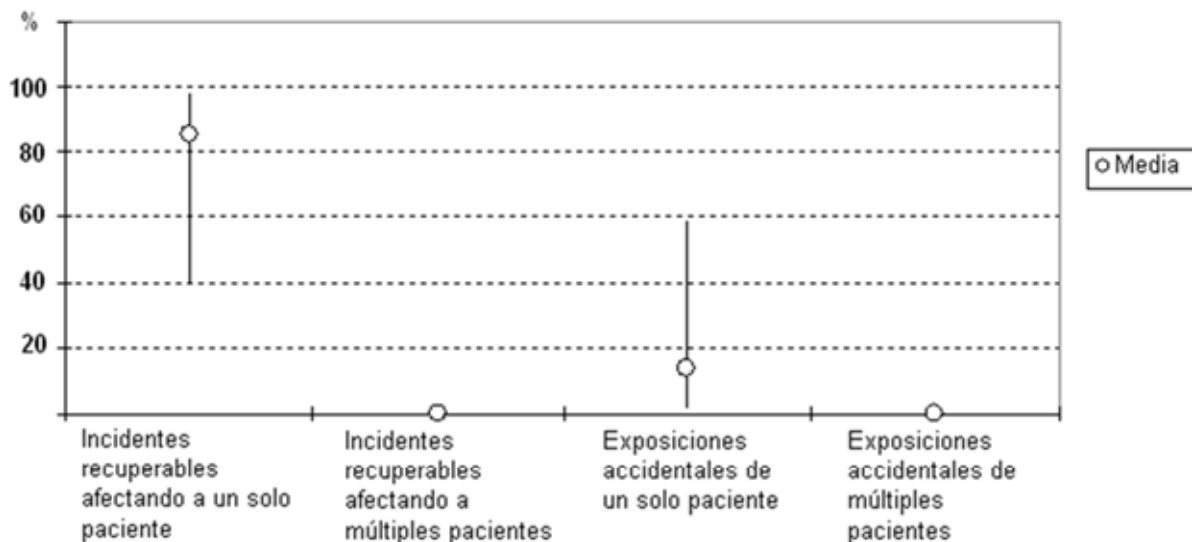 %
100
80
60
40
20
Media
Incidentes
recuperables
afectando a un solo
paciente
Incidentes
recuperables
afectando a
múltiples pacientes
Exposiciones
accidentales de
un solo paciente
Exposiciones
accidentales de
múltiples
pacientes